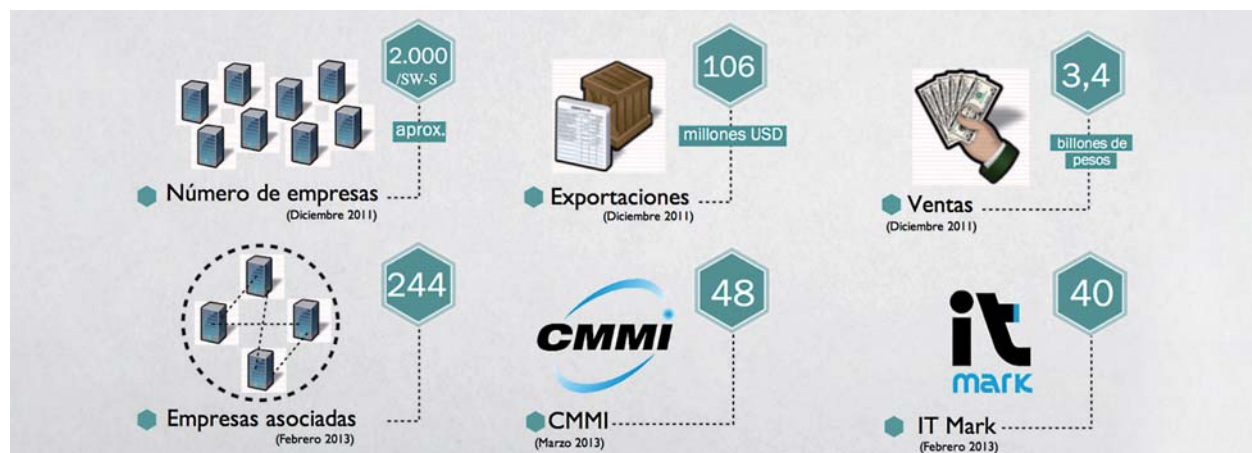 2.000
/SW-S
aprox.
Número de empresas
(Diciembre 2011)
106
millones USD
Exportaciones
(Diciembre 2011)
3,4
billones de
pesos
Ventas
(Diciembre 2011)
244
Empresas asociadas
(Febrero 2013)
48
CMMI
CMMI
(Marzo 2013)
40
it
mark
IT Mark
(Febrero 2013)